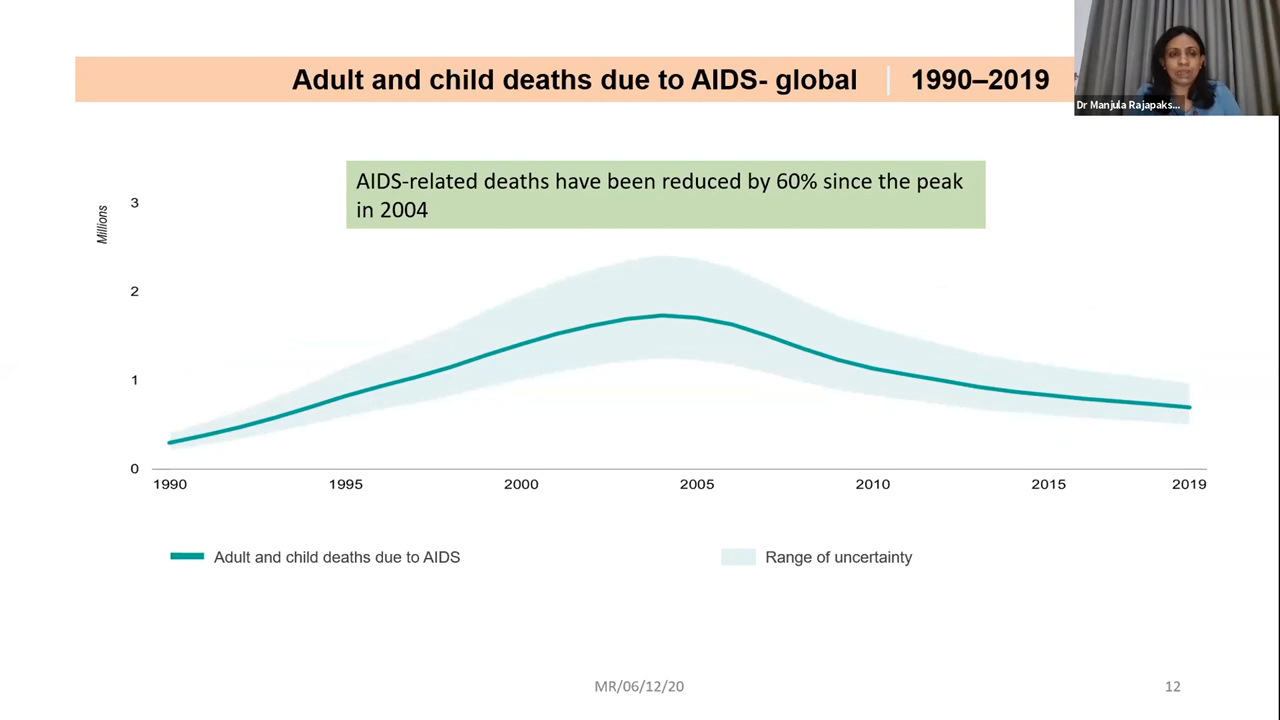 Adult and child deaths due to AIDS- global 1990–2019
Dr Manjula Rajapaks...
AIDS-related deaths have been reduced by 60% since the peak
in 2004
Millions
3
2
1
0
1990 1995 2000 2005 2010 2015 2019
Adult and child deaths due to AIDS
Range of uncertainty
MR/06/12/20
12